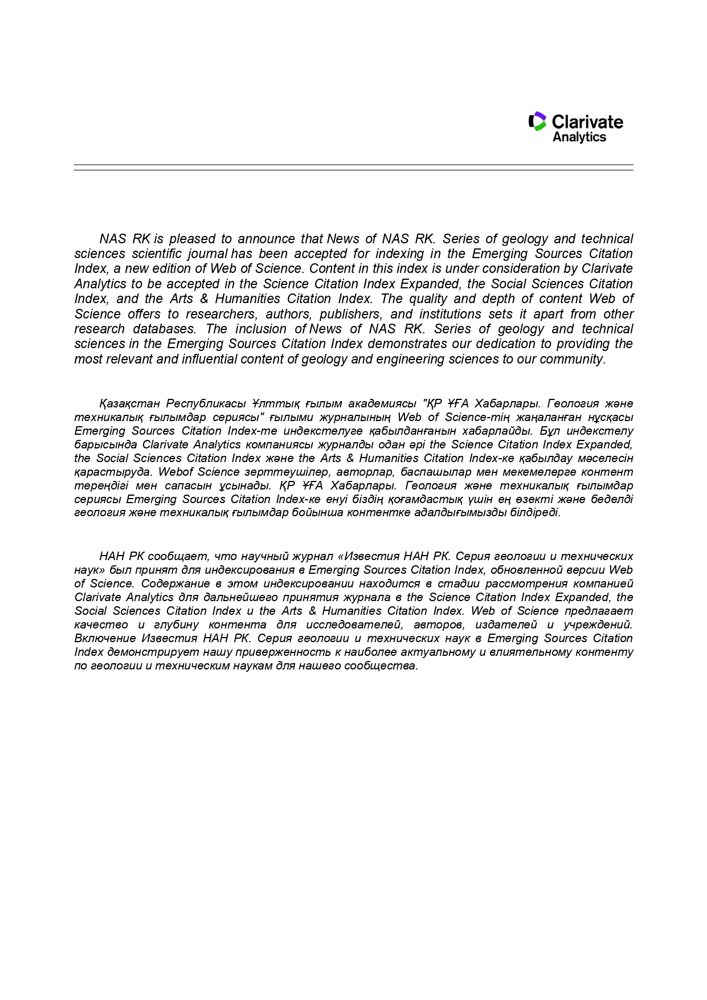 Clarivate
Analytics
NAS RK is pleased to announce that News of NAS RK. Series of geology and technical
sciences scientific journal has been accepted for indexing in the Emerging Sources Citation
Index, a new edition of Web of Science. Content in this index is under consideration by Clarivate
Analytics to be accepted in the Science Citation Index Expanded, the Social Sciences Citation
Index, and the Arts & Humanities Citation Index. The quality and depth of content Web of
Science offers to researchers, authors, publishers, and institutions sets it apart from other
research databases. The inclusion of News of NAS RK. Series of geology and technical
sciences in the Emerging Sources Citation Index demonstrates our dedication to providing the
most relevant and influential content of geology and engineering sciences to our community.
Қазақстан Республикасы Ұлттық ғылым академиясы "ҚР ҰҒА Хабарлары. Геология және
техникалық ғылымдар сериясы" ғылыми журналының Web of Science-тің жаңаланған нұсқасы
Emerging Sources Citation Index-те индекстелуге қабылданғанын хабарлайды. Бұл индекстелу
барысында Clarivate Analytics компаниясы журналды одан әрі the Science Citation Index Expanded,
the Social Sciences Citation Index және the Arts & Humanities Citation Index-ке қабылдау мәселесін
қарастыруда. Webof Science зерттеушілер, авторлар, баспашылар мен мекемелерге контент
тереңдігі мен сапасын ұсынады. ҚР ҰҒА Хабарлары. Геология және техникалық ғылымдар
сериясы Emerging Sources Citation Index-ке енуі біздің қоғамдастық үшін ең өзекті және беделді
геология және техникалық ғылымдар бойынша контентке адалдығымызды білдіреді.
НАН РК сообщает, что научный журнал «Известия НАН РК. Серия геологии и технических
наук» был принят для индексирования в Emerging Sources Citation Index, обновленной версии Web
of Science. Содержание в этом индексировании находится в стадии рассмотрения компанией
Clarivate Analytics для дальнейшего принятия журнала в the Science Citation Index Expanded, the
Social Sciences Citation Index и the Arts & Humanities Citation Index. Web of Science предлагает
качество и глубину контента для исследователей, авторов, издателей и учреждений.
Включение Известия НАН РК. Серия геологии и технических наук в Emerging Sources Citation
Index демонстрирует нашу приверженность к наиболее актуальному и влиятельному контенту
по геологии и техническим наукам для нашего сообщества.